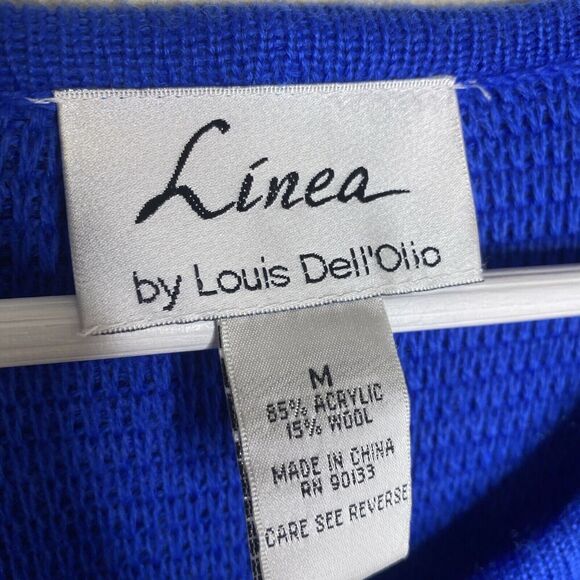 Linea
by Louis Dell'Olio
M
85% ACRYLIC
15% WOOL
MADE IN CHINA
RN 90133
CARE SEE REVERSE